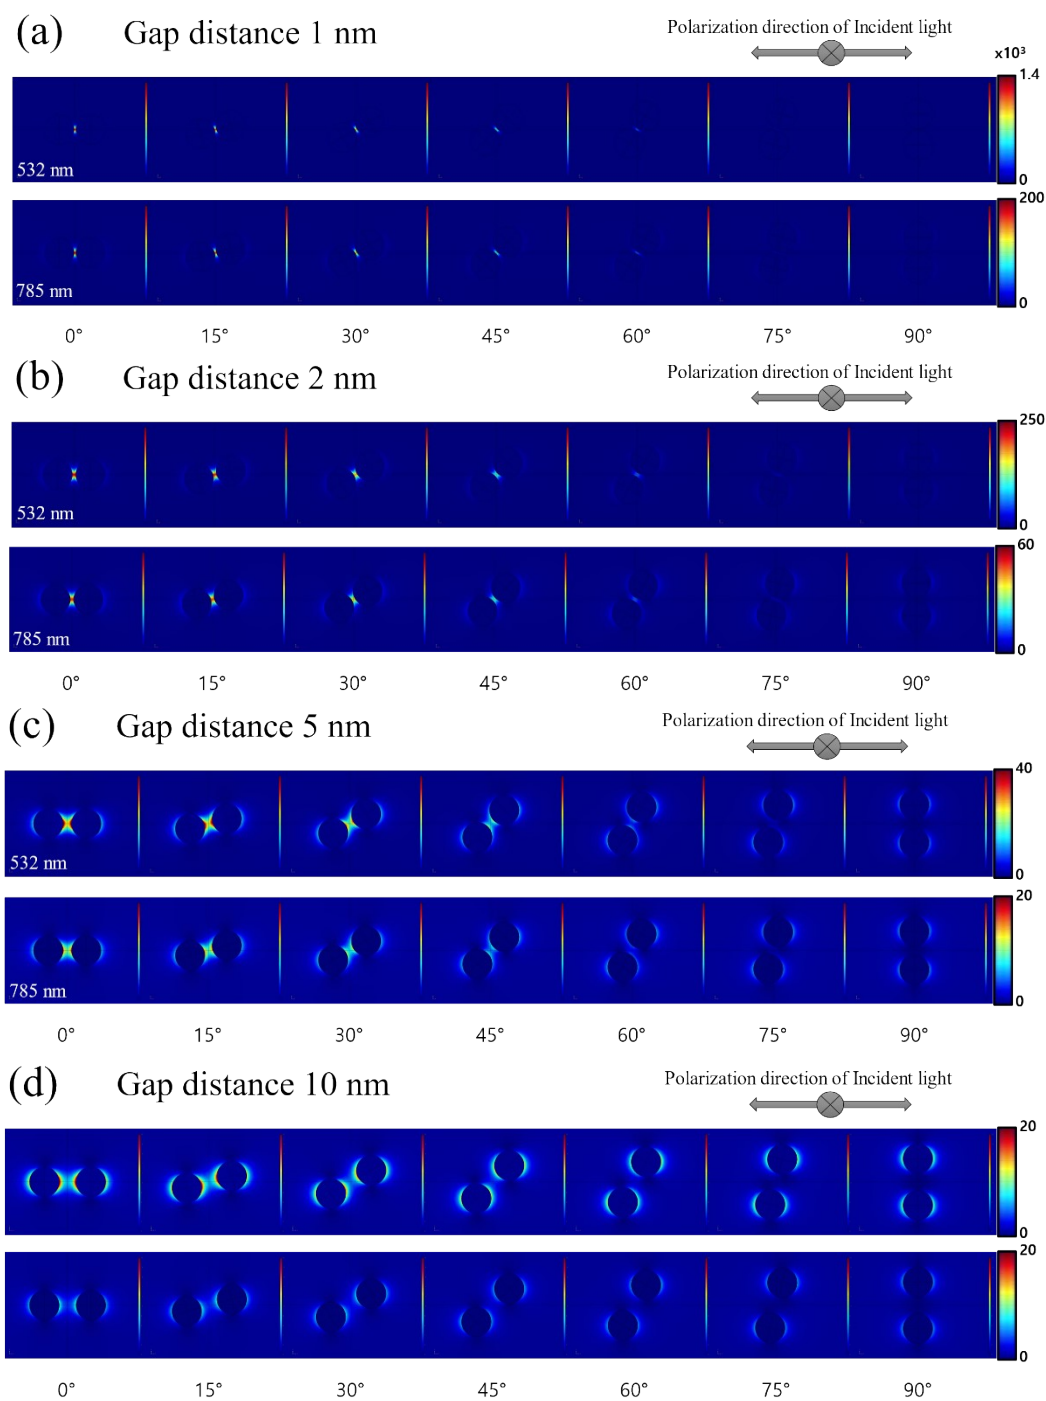 (a) Gap distance 1 nm
Polarization direction of Incident light
x10³
1.4
532 nm
0
200
785 nm
0
0° 15° 30° 45° 60° 75° 90°
(b) Gap distance 2 nm
Polarization direction of Incident light
250
532 nm
0
60
785 nm
0
0° 15° 30° 45° 60° 75° 90°
(c) Gap distance 5 nm
Polarization direction of Incident light
40
532 nm
0
20
785 nm
0
0° 15° 30° 45° 60° 75° 90°
(d) Gap distance 10 nm
Polarization direction of Incident light
20
0
20
0
0° 15° 30° 45° 60° 75° 90°